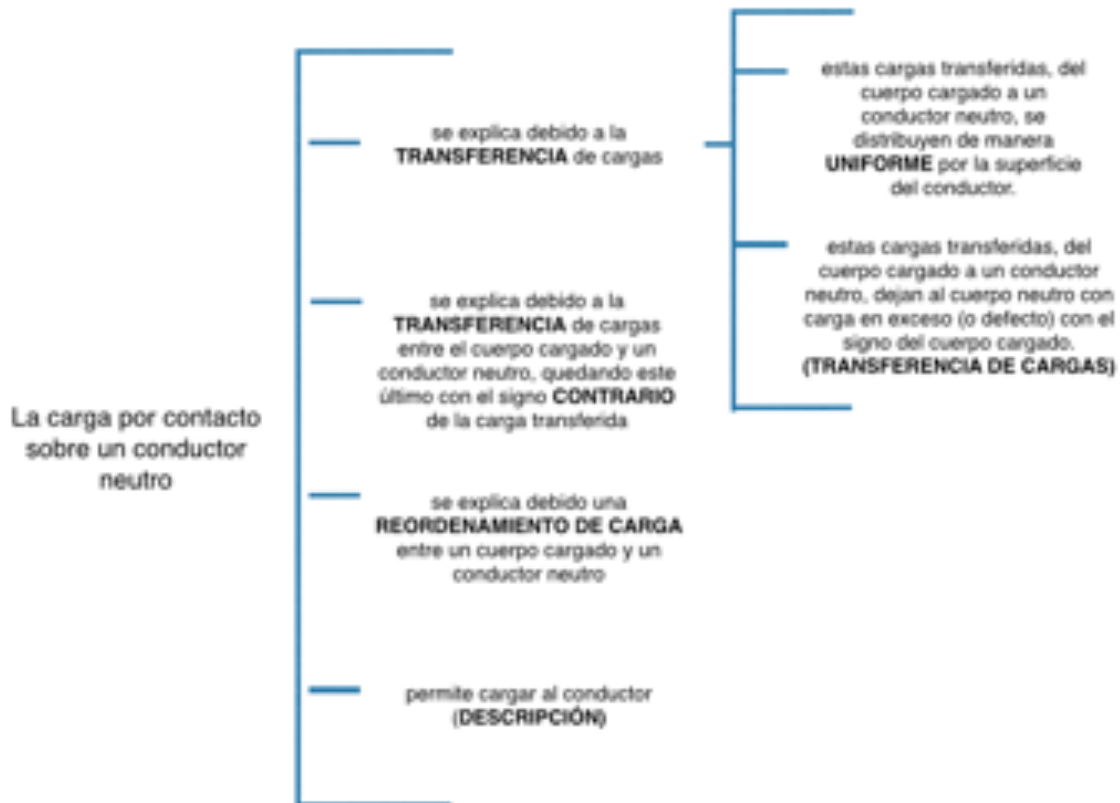 La carga por contacto
sobre un conductor
neutro
se explica debido a la
TRANSFERENCIA de cargas
estas cargas transferidas, del
cuerpo cargado a un
conductor neutro, se
distribuyen de manera
UNIFORME por la superficie
del conductor.
estas cargas transferidas, del
cuerpo cargado a un conductor
neutro, dejan al cuerpo neutro con
carga en exceso (o defecto) con el
signo del cuerpo cargado.
(TRANSFERENCIA DE CARGAS)
se explica debido a la
TRANSFERENCIA de cargas
entre el cuerpo cargado y un
conductor neutro, quedando este
último con el signo CONTRARIO
de la carga transferida
se explica debido una
REORDENAMIENTO DE CARGA
entre un cuerpo cargado y un
conductor neutro
permite cargar al conductor
(DESCRIPCIÓN)